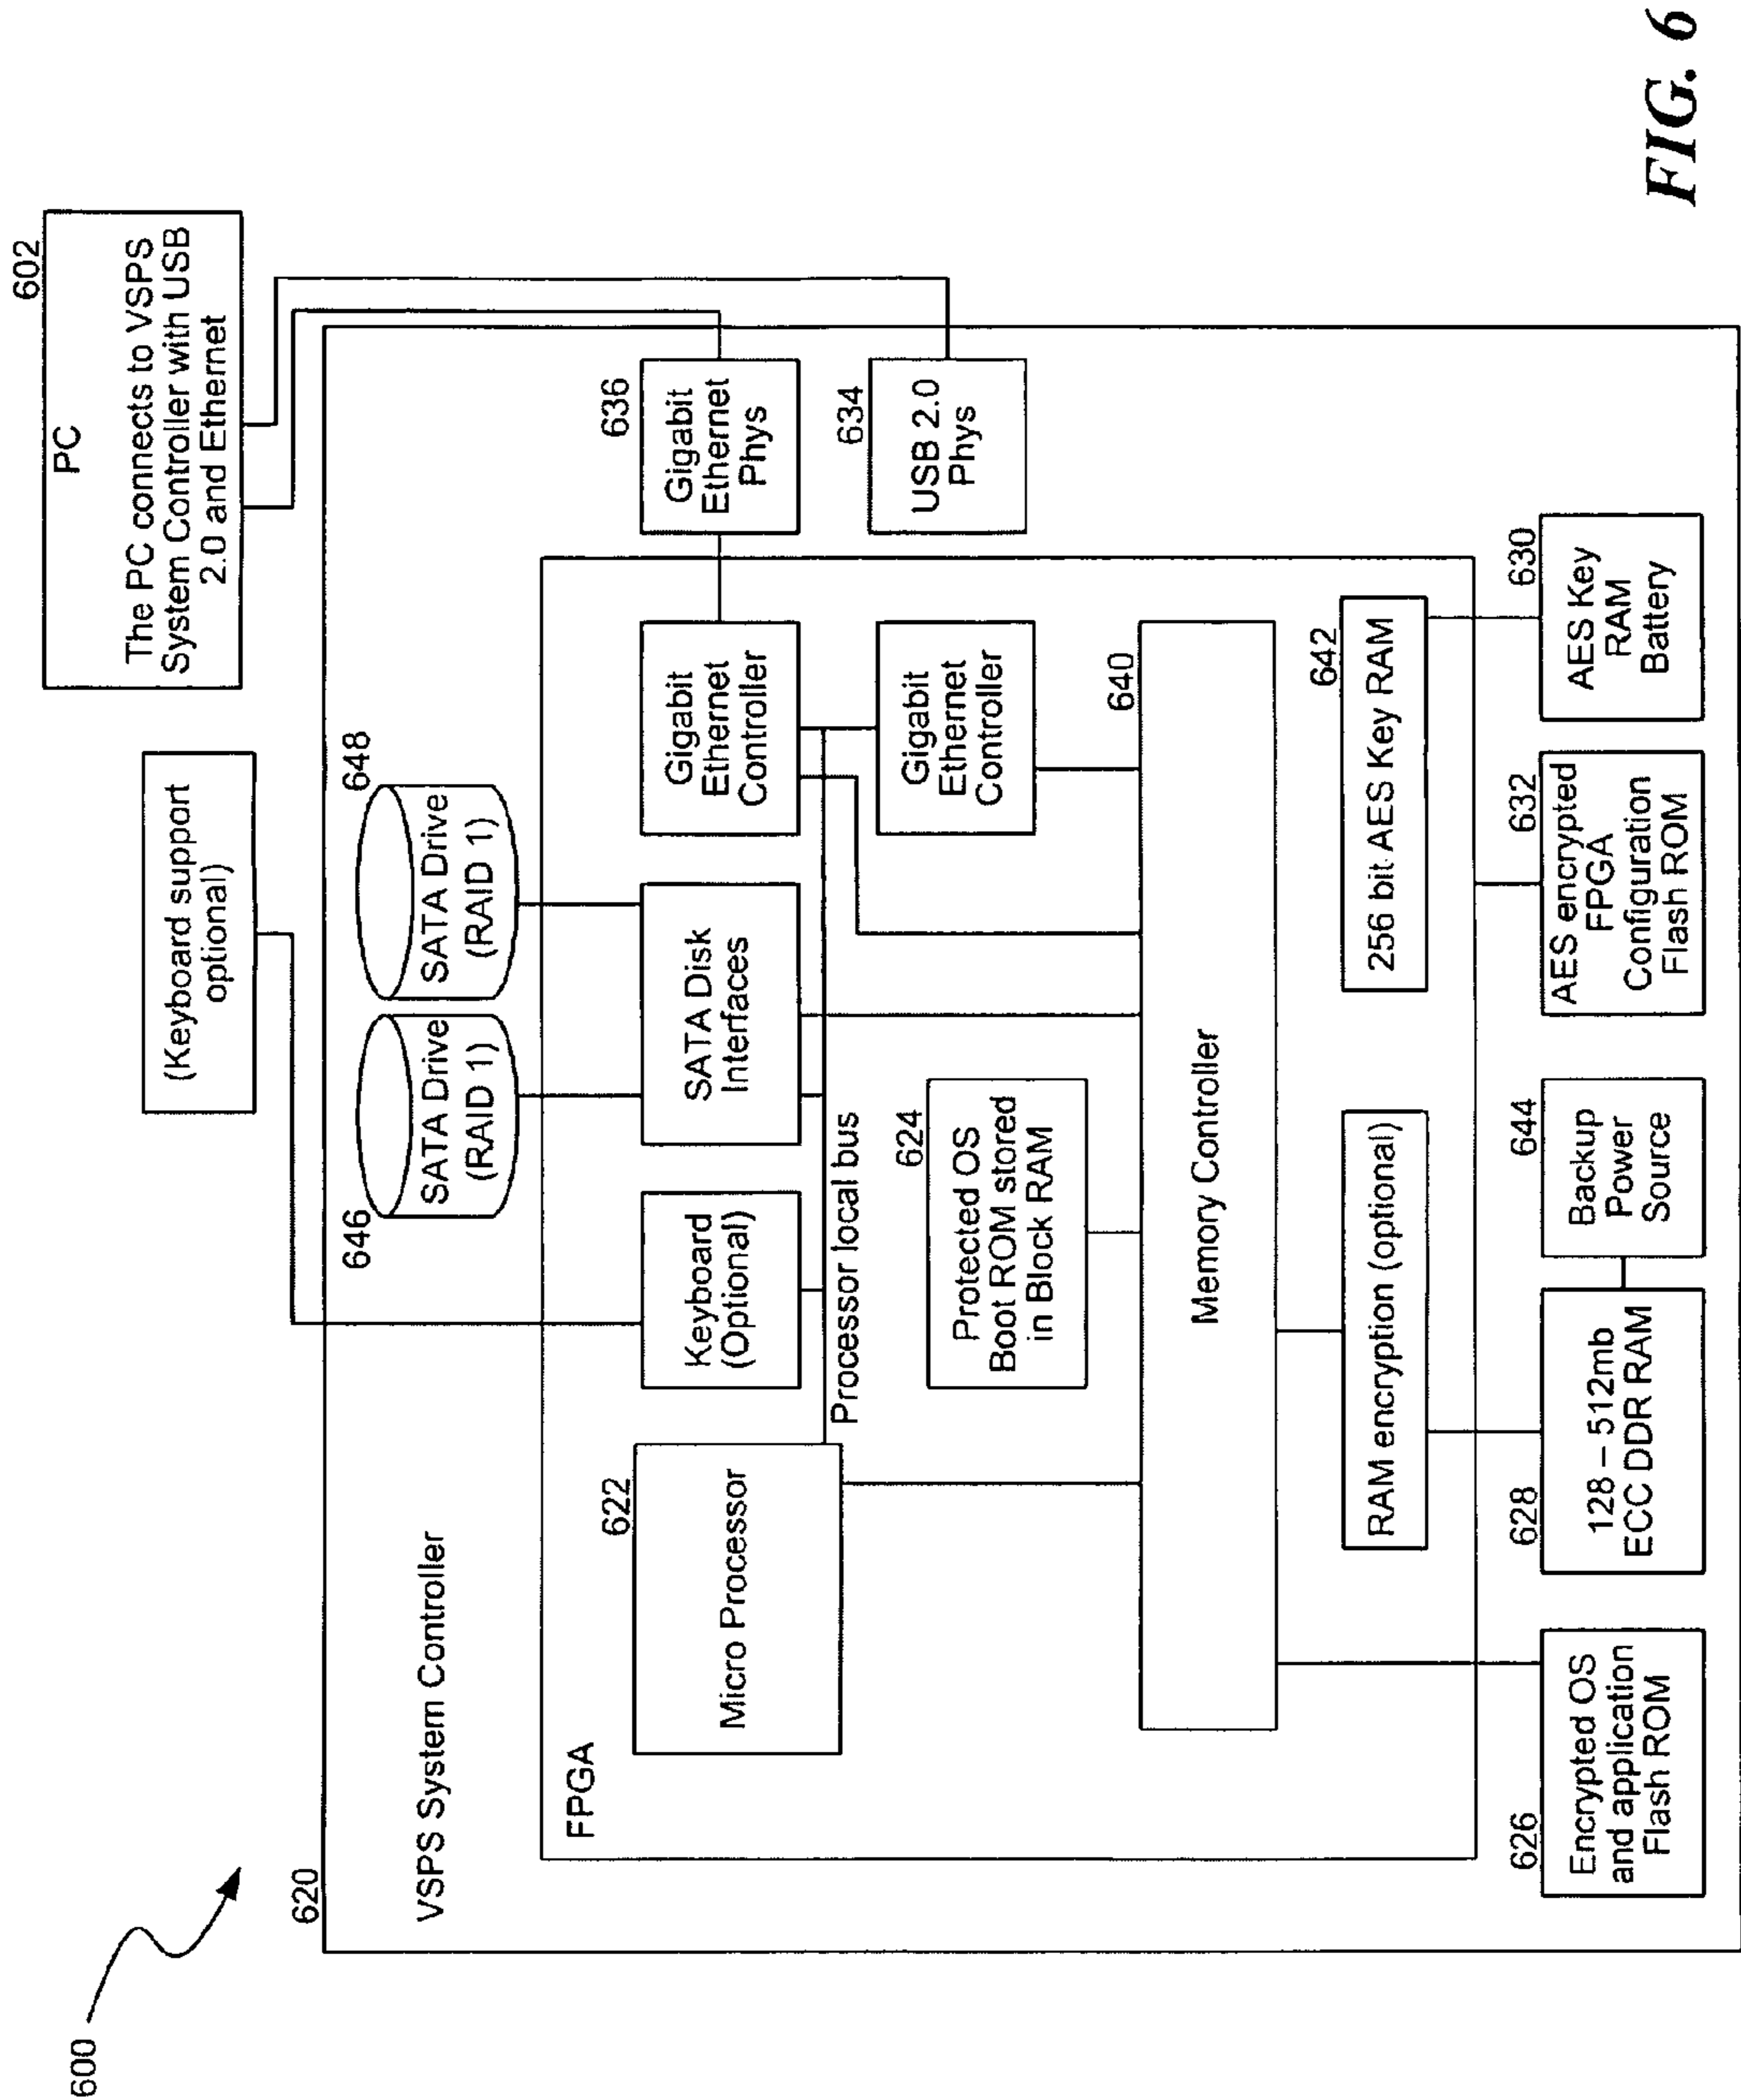 600
602
PC
The PC connects to VSPS
System Controller with USB
2.0 and Ethernet
(Keyboard support
optional)
620
VSPS System Controller
646
SATA Drive
(RAID 1)
648
SATA Drive
(RAID 1)
636
Gigabit
Ethernet
Phys
634
USB 2.0
Phys
FPGA
622
Micro Processor
Keyboard
(Optional)
SATA Disk
Interfaces
Gigabit
Ethernet
Controller
Processor local bus
624
Protected OS
Boot ROM stored
in Block RAM
Gigabit
Ethernet
Controller
640
Memory Controller
RAM encryption (optional)
642
256 bit AES Key RAM
626
Encrypted OS
and application
Flash ROM
628
128 – 512mb
ECC DDR RAM
644
Backup
Power
Source
632
AES encrypted
FPGA
Configuration
Flash ROM
630
AES Key
RAM
Battery
FIG. 6